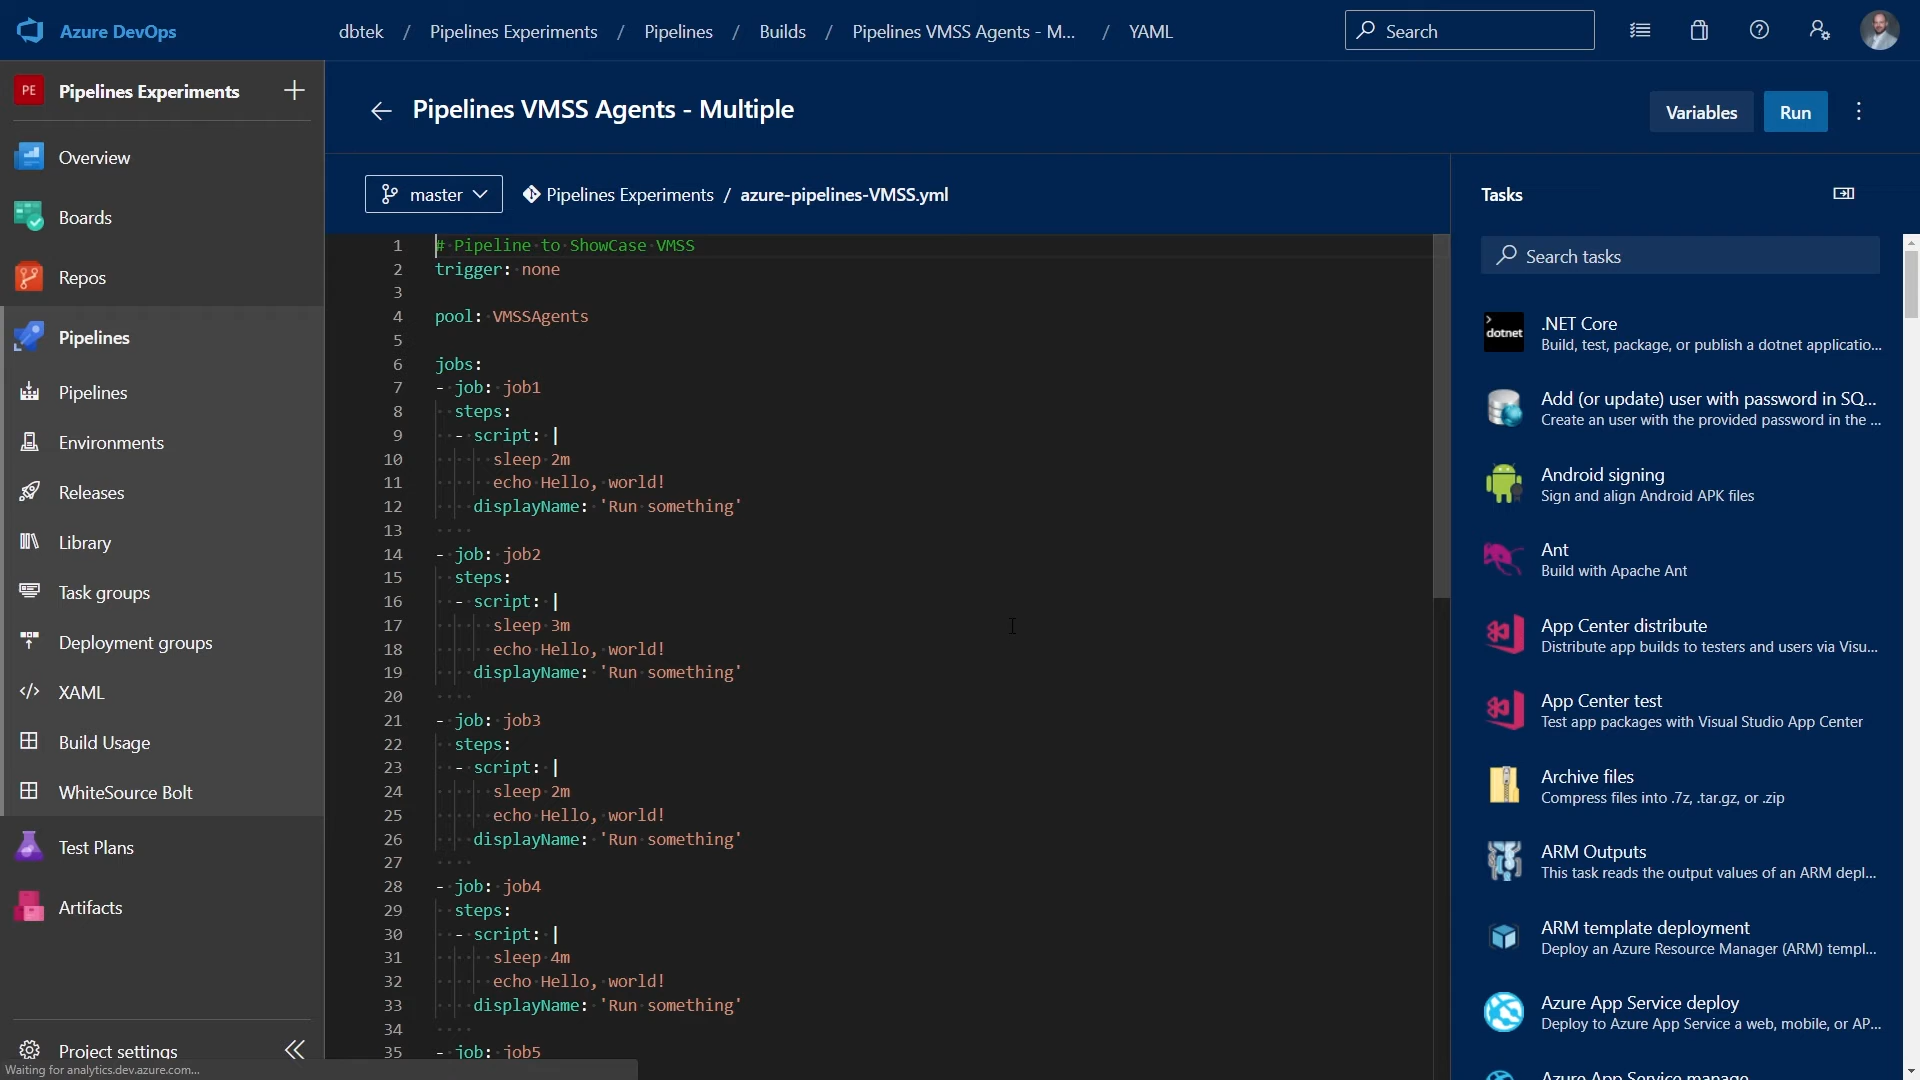 Azure DevOps
dbtek / Pipelines Experiments / Pipelines / Builds / Pipelines VMSS Agents - M... / YAML
Search
PE Pipelines Experiments
Overview
Boards
Repos
Pipelines
Pipelines
Environments
Releases
Library
Task groups
Deployment groups
XAML
Build Usage
WhiteSource Bolt
Test Plans
Artifacts
Project settings
Waiting for analytics.dev.azure.com...
Pipelines VMSS Agents - Multiple
Variables
Run
master
Pipelines Experiments / azure-pipelines-VMSS.yml
1 # Pipeline to ShowCase VMSS
2 trigger: none
3
4 pool: VMSSAgents
5
6 jobs:
7 - job: job1
8 steps:
9 - script: |
10 sleep 2m
11 echo Hello, world!
12 displayName: 'Run something'
13
14 - job: job2
15 steps:
16 - script: |
17 sleep 3m
18 echo Hello, world!
19 displayName: 'Run something'
20
21 - job: job3
22 steps:
23 - script: |
24 sleep 2m
25 echo Hello, world!
26 displayName: 'Run something'
27
28 - job: job4
29 steps:
30 - script: |
31 sleep 4m
32 echo Hello, world!
33 displayName: 'Run something'
34
35 - job: job5
Tasks
Search tasks
dotnet
.NET Core
Build, test, package, or publish a dotnet applicatio...
Add (or update) user with password in SQ...
Create an user with the provided password in the ...
Android signing
Sign and align Android APK files
Ant
Build with Apache Ant
App Center distribute
Distribute app builds to testers and users via Visu...
App Center test
Test app packages with Visual Studio App Center
Archive files
Compress files into .7z, .tar.gz, or .zip
ARM Outputs
This task reads the output values of an ARM depl...
ARM template deployment
Deploy an Azure Resource Manager (ARM) templ...
Azure App Service deploy
Deploy to Azure App Service a web, mobile, or AP...
Azure App Service manage